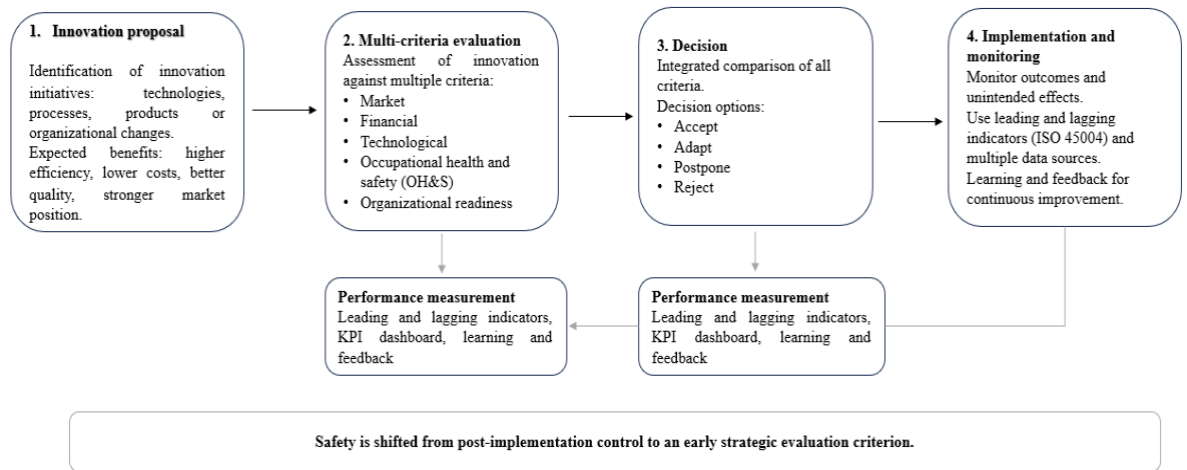 1. Innovation proposal
Identification of innovation
initiatives: technologies,
processes, products or
organizational changes.
Expected benefits: higher
efficiency, lower costs, better
quality, stronger market
position.
2. Multi-criteria evaluation
Assessment of innovation
against multiple criteria:
• Market
• Financial
• Technological
• Occupational health and
safety (OH&S)
• Organizational readiness
3. Decision
Integrated comparison of all
criteria.
Decision options:
• Accept
• Adapt
• Postpone
• Reject
4. Implementation and
monitoring
Monitor outcomes and
unintended effects.
Use leading and lagging
indicators (ISO 45004) and
multiple data sources.
Learning and feedback for
continuous improvement.
Performance measurement
Leading and lagging indicators,
KPI dashboard, learning and
feedback
Performance measurement
Leading and lagging indicators,
KPI dashboard, learning and
feedback
Safety is shifted from post-implementation control to an early strategic evaluation criterion.